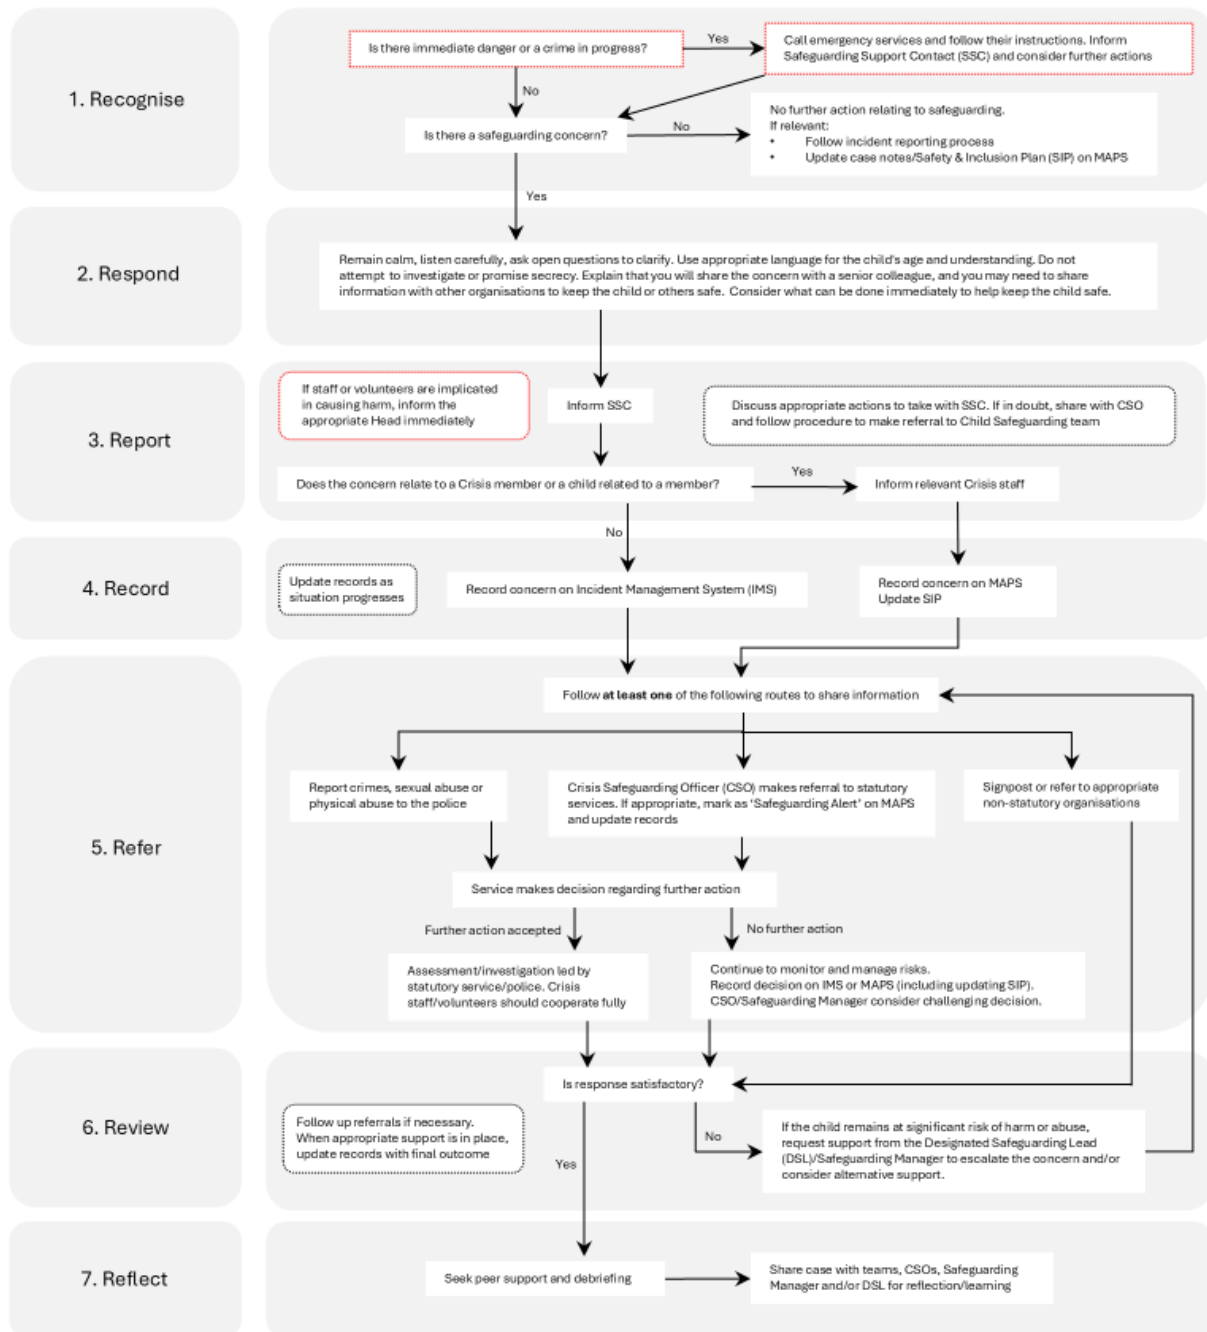 1. Recognise
Is there immediate danger or a crime in progress?
Yes
Call emergency services and follow their instructions. Inform
Safeguarding Support Contact (SSC) and consider further actions
No
Is there a safeguarding concern?
No
No further action relating to safeguarding.
If relevant:
• Follow incident reporting process
• Update case notes/Safety & Inclusion Plan (SIP) on MAPS
Yes
2. Respond
Remain calm, listen carefully, ask open questions to clarify. Use appropriate language for the child's age and understanding. Do not
attempt to investigate or promise secrecy. Explain that you will share the concern with a senior colleague, and you may need to share
information with other organisations to keep the child or others safe. Consider what can be done immediately to help keep the child safe.
3. Report
If staff or volunteers are implicated
in causing harm, inform the
appropriate Head immediately
Inform SSC
Discuss appropriate actions to take with SSC. If in doubt, share with CSO
and follow procedure to make referral to Child Safeguarding team
Does the concern relate to a Crisis member or a child related to a member?
Yes
Inform relevant Crisis staff
No
4. Record
Update records as
situation progresses
Record concern on Incident Management System (IMS)
Record concern on MAPS
Update SIP
5. Refer
Follow at least one of the following routes to share information
Report crimes, sexual abuse or
physical abuse to the police
Crisis Safeguarding Officer (CSO) makes referral to statutory
services. If appropriate, mark as 'Safeguarding Alert' on MAPS
and update records
Signpost or refer to appropriate
non-statutory organisations
Service makes decision regarding further action
Further action accepted
No further action
Assessment/investigation led by
statutory service/police. Crisis
staff/volunteers should cooperate fully
Continue to monitor and manage risks.
Record decision on IMS or MAPS (including updating SIP).
CSO/Safeguarding Manager consider challenging decision.
6. Review
Is response satisfactory?
Follow up referrals if necessary.
When appropriate support is in place,
update records with final outcome
No
If the child remains at significant risk of harm or abuse,
request support from the Designated Safeguarding Lead
(DSL)/Safeguarding Manager to escalate the concern and/or
consider alternative support.
Yes
7. Reflect
Seek peer support and debriefing
Share case with teams, CSOs, Safeguarding
Manager and/or DSL for reflection/learning